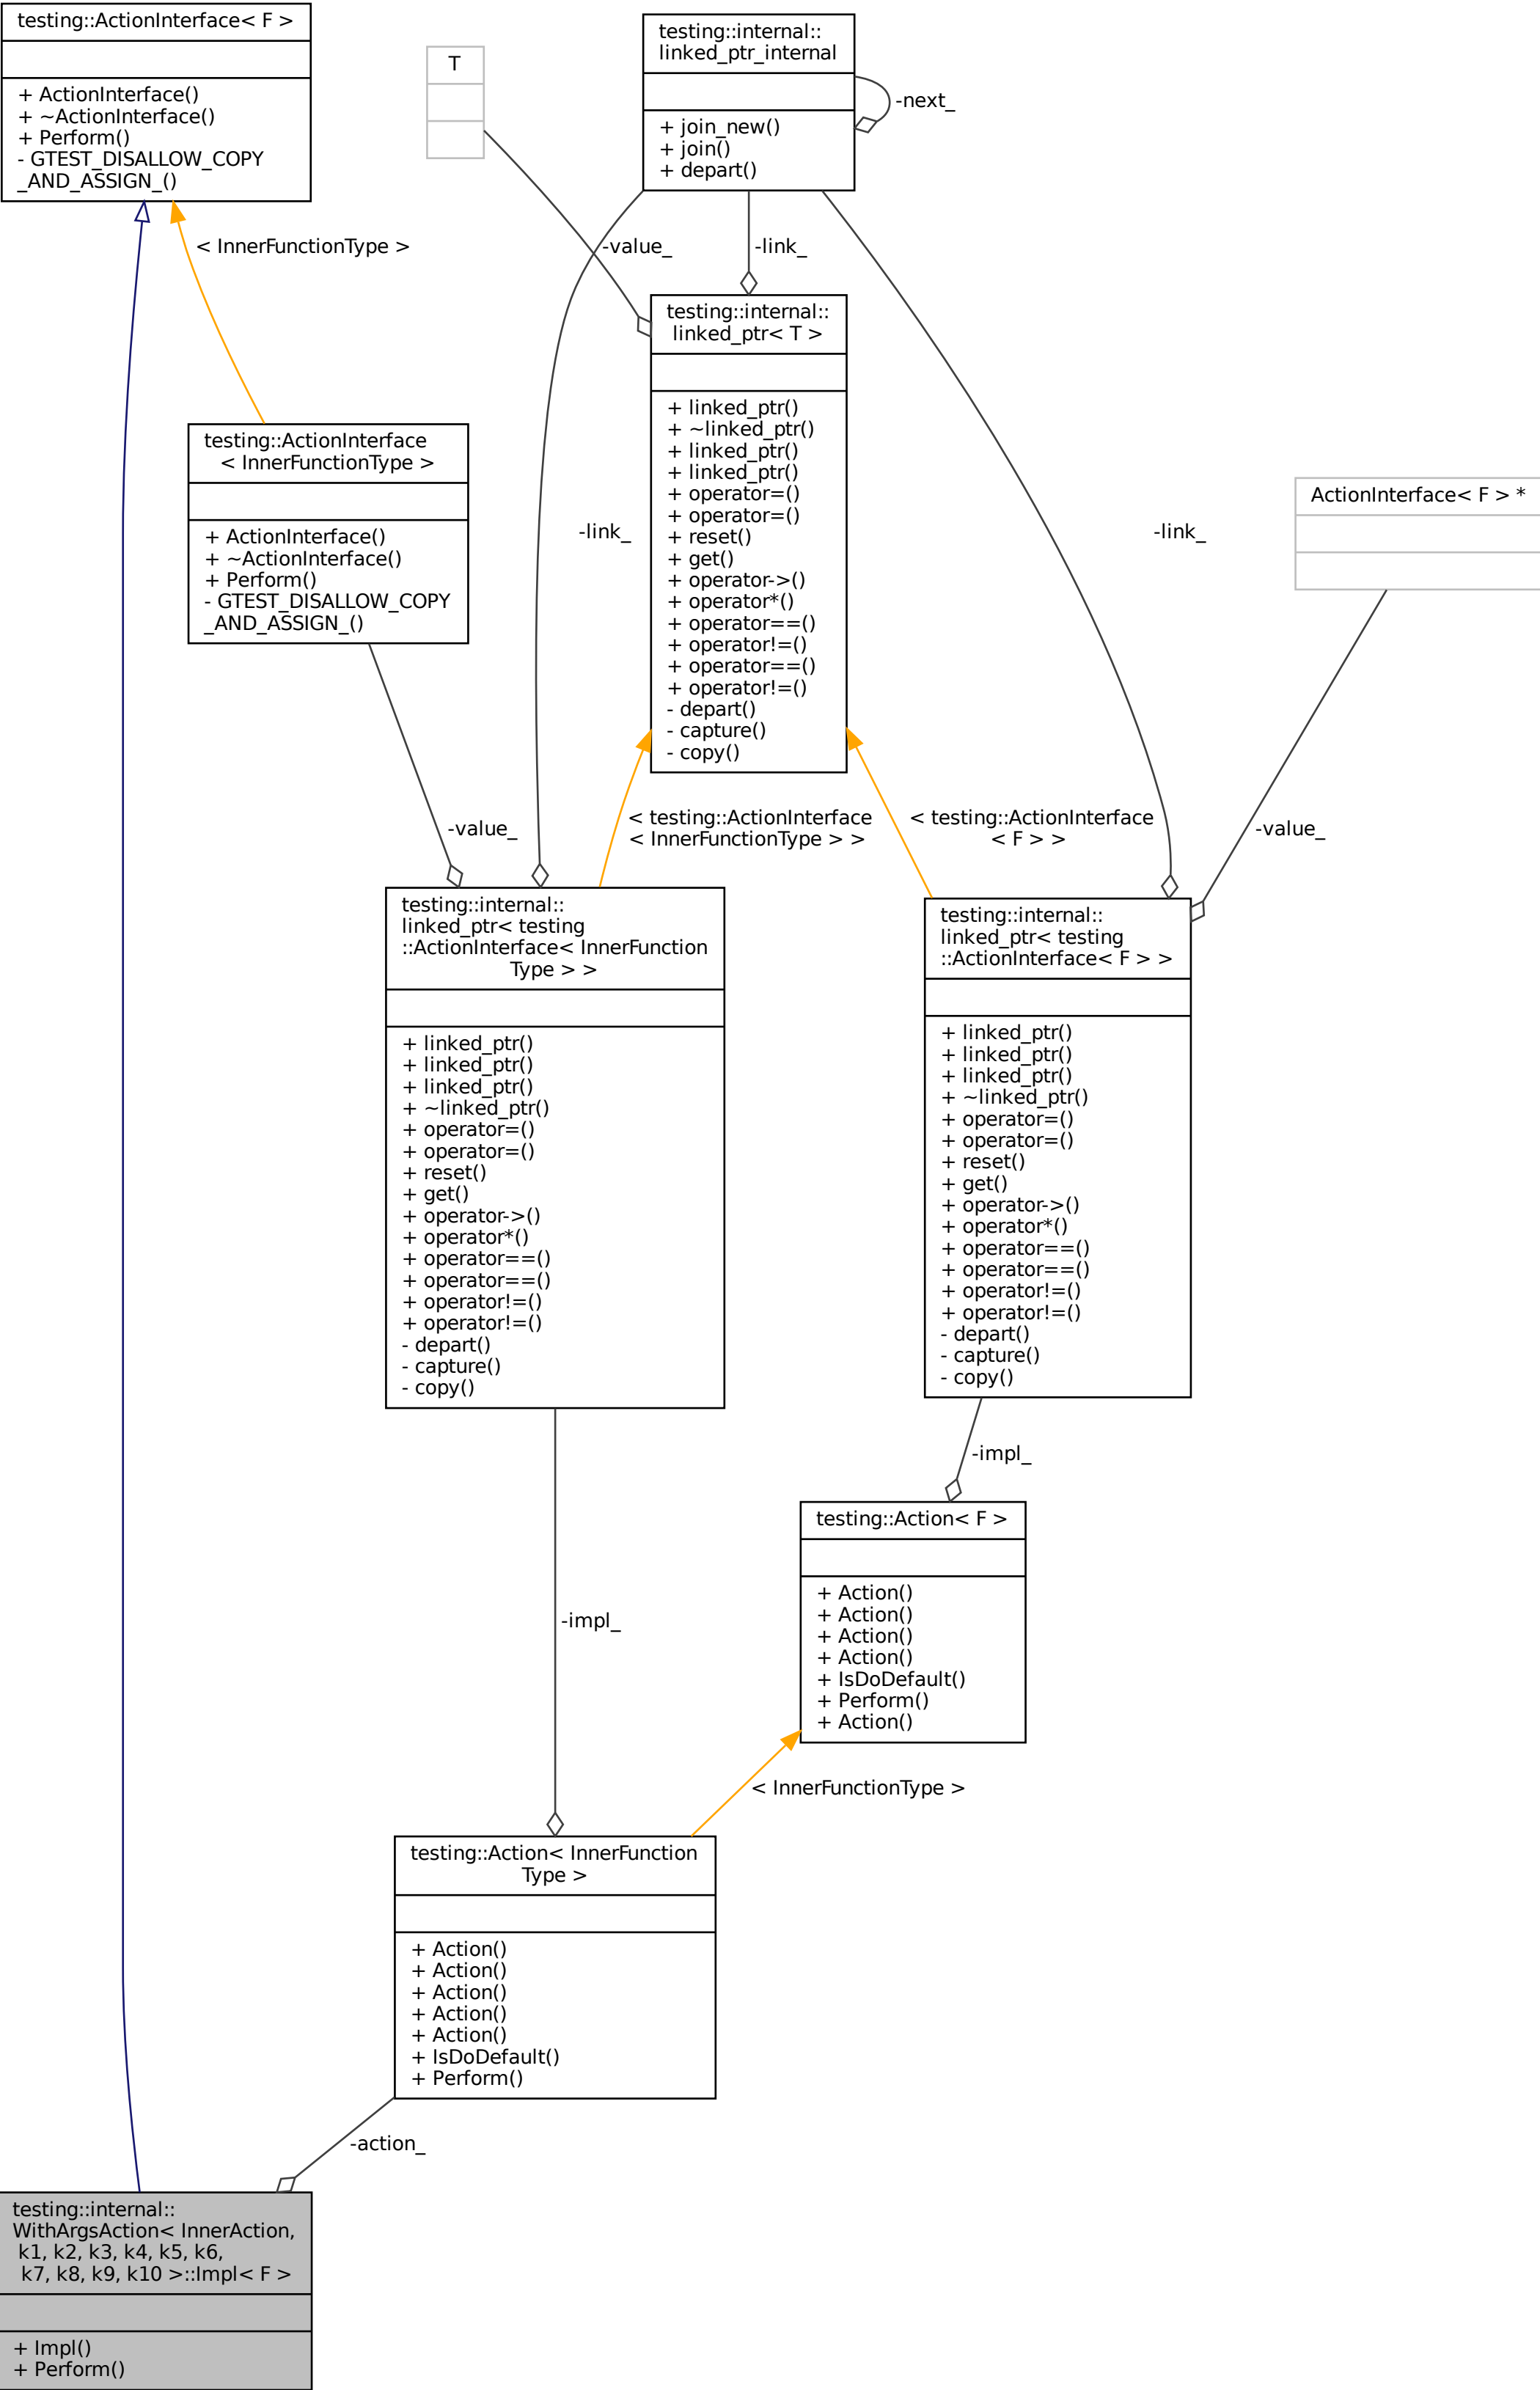 testing::ActionInterface< F >
+ ActionInterface()
+ ~ActionInterface()
+ Perform()
- GTEST_DISALLOW_COPY
_AND_ASSIGN_()
T
testing::internal::
linked_ptr_internal
+ join_new()
+ join()
+ depart()
-next_
< InnerFunctionType >
-value_
-link_
testing::internal::
linked_ptr< T >
+ linked_ptr()
+ ~linked_ptr()
+ linked_ptr()
+ linked_ptr()
+ operator=()
+ operator=()
+ reset()
+ get()
+ operator->()
+ operator*()
+ operator==()
+ operator!=()
+ operator==()
+ operator!=()
- depart()
- capture()
- copy()
testing::ActionInterface
< InnerFunctionType >
+ ActionInterface()
+ ~ActionInterface()
+ Perform()
- GTEST_DISALLOW_COPY
_AND_ASSIGN_()
-link_
-link_
ActionInterface< F > *
-value_
< testing::ActionInterface
< InnerFunctionType > >
< testing::ActionInterface
< F > >
-value_
testing::internal::
linked_ptr< testing
::ActionInterface< InnerFunction
Type > >
+ linked_ptr()
+ linked_ptr()
+ linked_ptr()
+ ~linked_ptr()
+ operator=()
+ operator=()
+ reset()
+ get()
+ operator->()
+ operator*()
+ operator==()
+ operator==()
+ operator!=()
+ operator!=()
- depart()
- capture()
- copy()
testing::internal::
linked_ptr< testing
::ActionInterface< F > >
+ linked_ptr()
+ linked_ptr()
+ linked_ptr()
+ ~linked_ptr()
+ operator=()
+ operator=()
+ reset()
+ get()
+ operator->()
+ operator*()
+ operator==()
+ operator==()
+ operator!=()
+ operator!=()
- depart()
- capture()
- copy()
-impl_
testing::Action< F >
+ Action()
+ Action()
+ Action()
+ Action()
+ IsDoDefault()
+ Perform()
+ Action()
-impl_
< InnerFunctionType >
testing::Action< InnerFunction
Type >
+ Action()
+ Action()
+ Action()
+ Action()
+ Action()
+ IsDoDefault()
+ Perform()
-action_
testing::internal::
WithArgsAction< InnerAction,
k1, k2, k3, k4, k5, k6,
k7, k8, k9, k10 >::Impl< F >
+ Impl()
+ Perform()